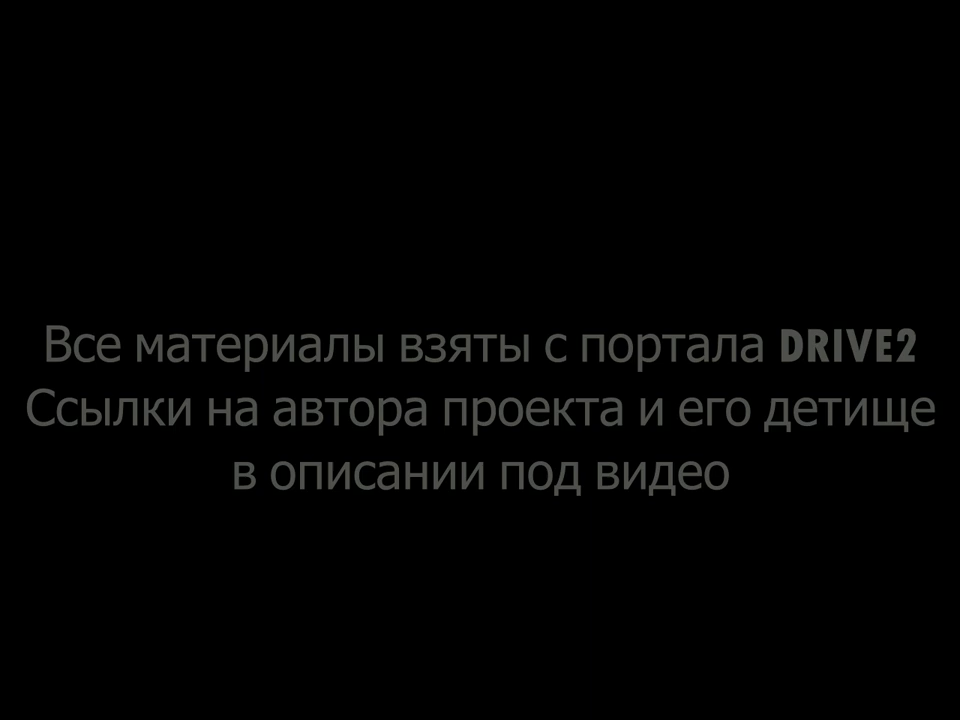 Все материалы взяты с портала DRIVE2
Ссылки на автора проекта и его детище
в описании под видео